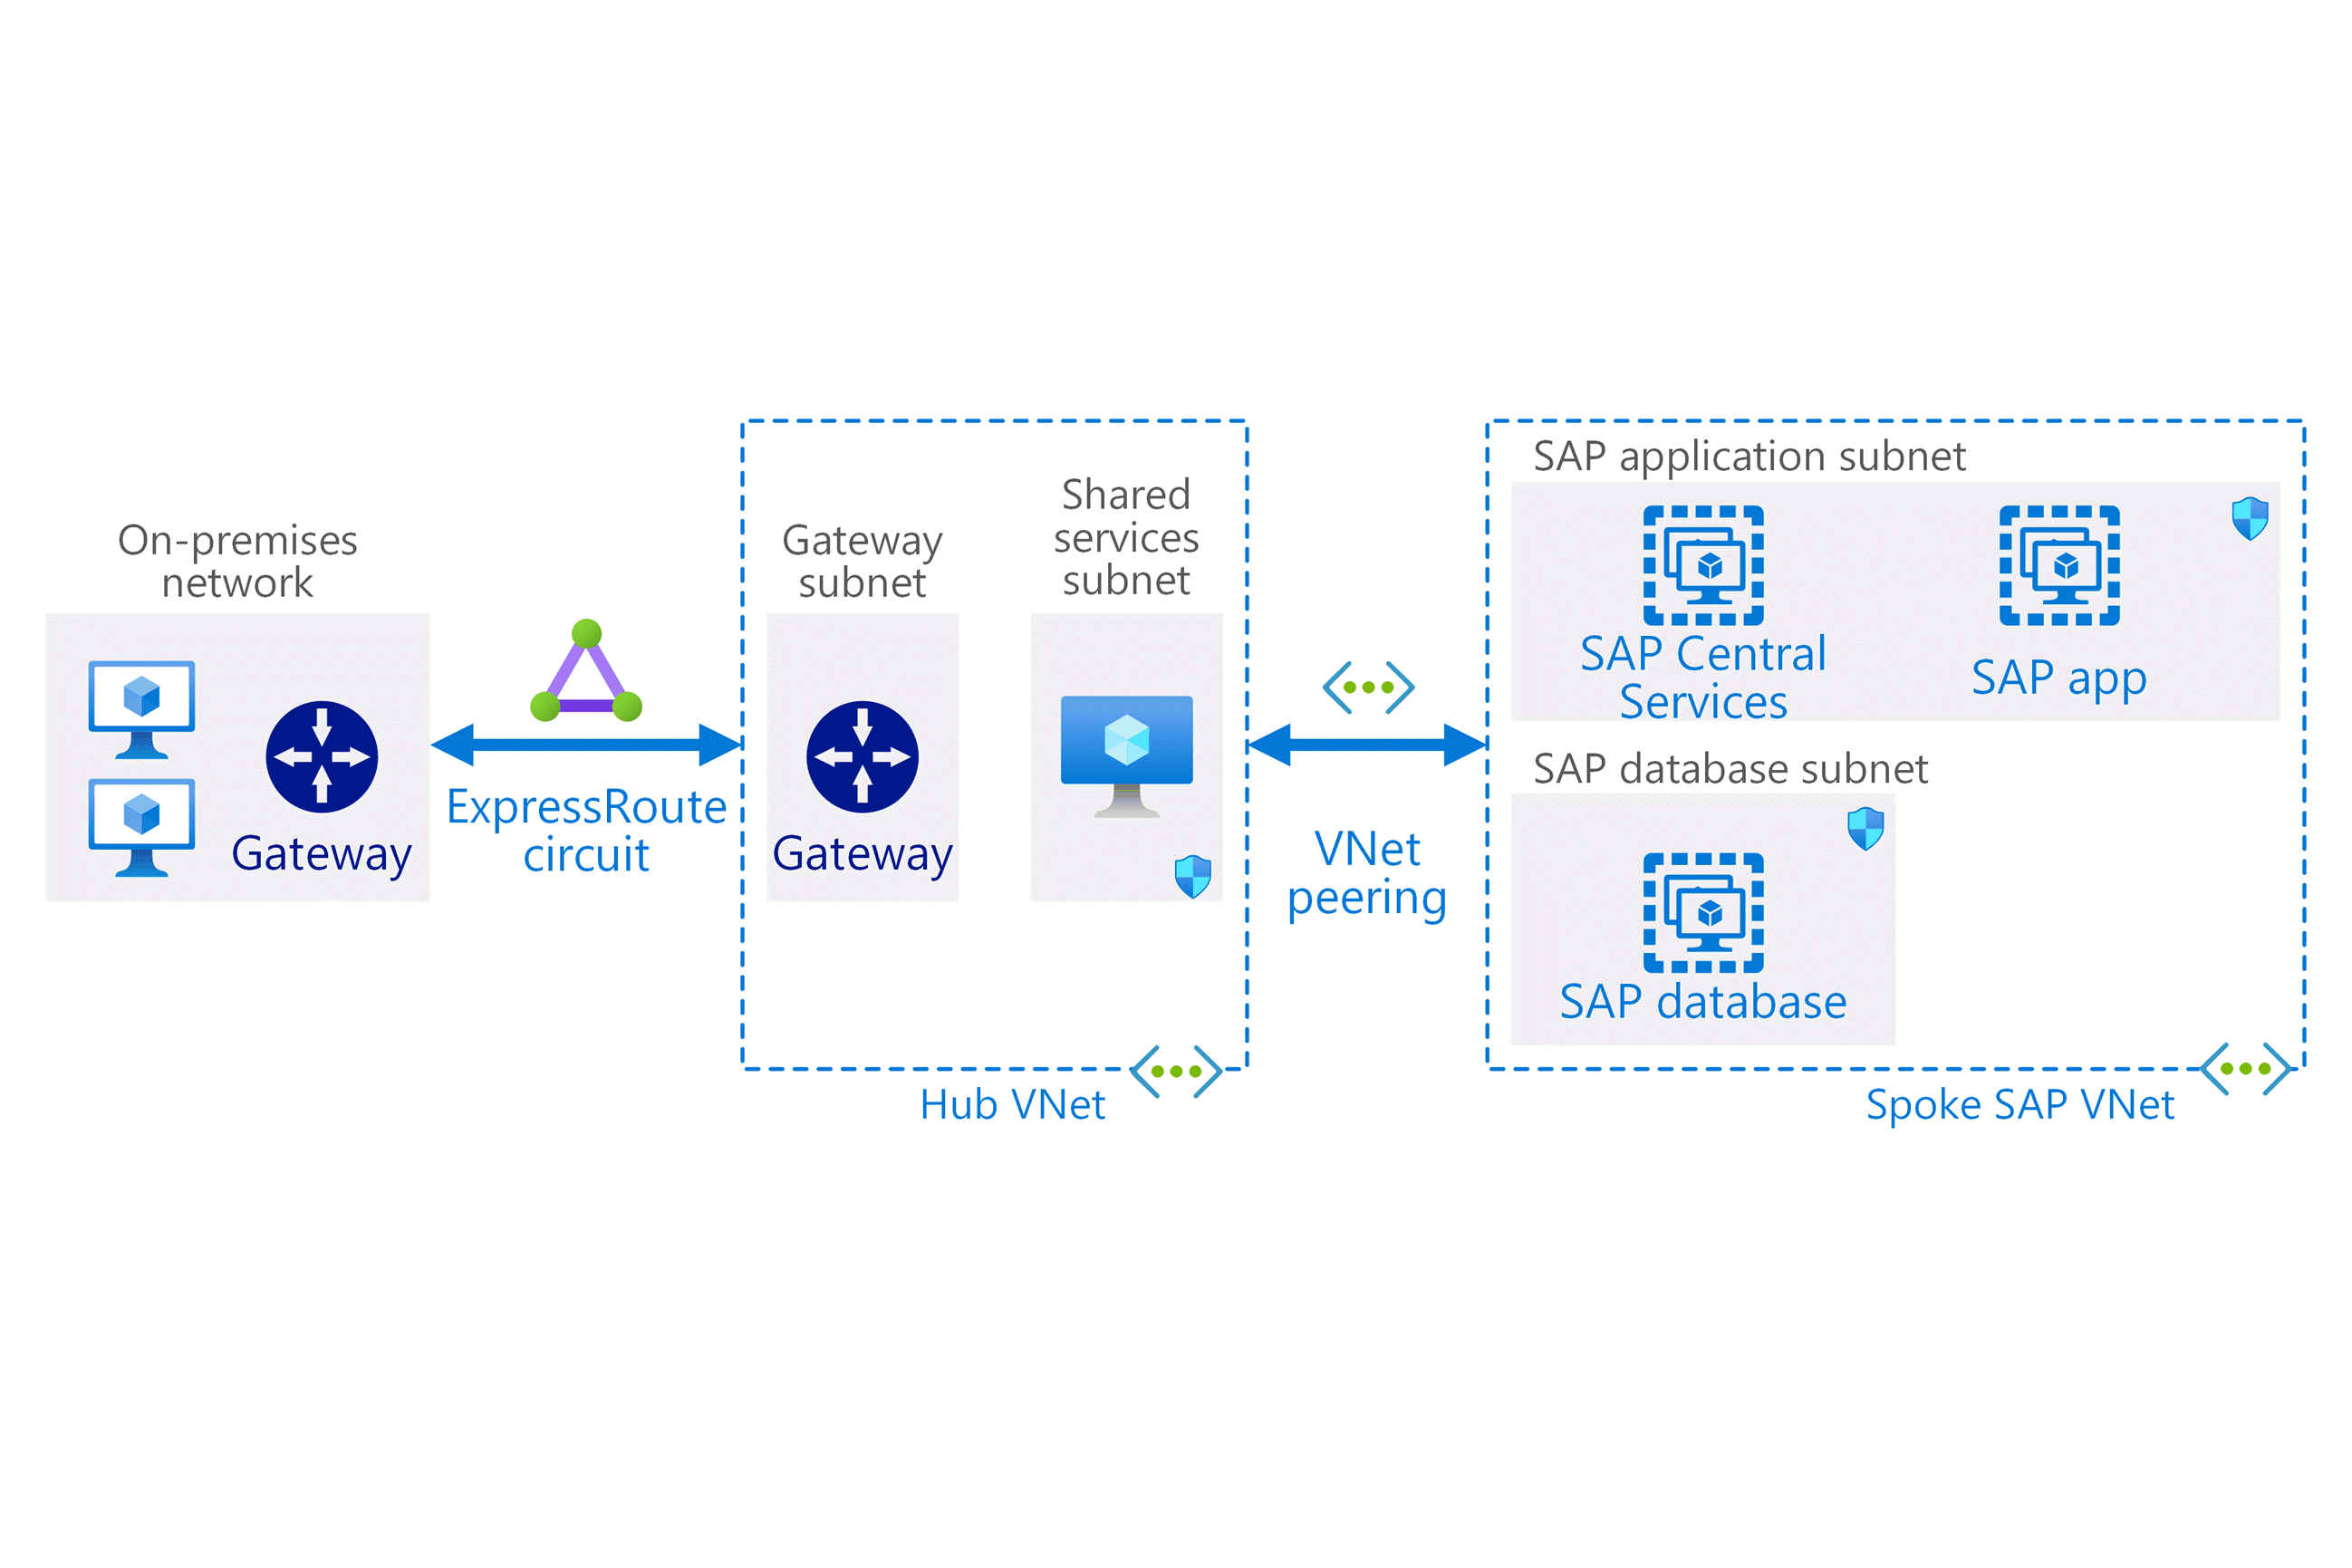 On-premises
network
Gateway
ExpressRoute
circuit
Gateway
subnet
Gateway
Shared
services
subnet
Hub VNet
VNet
peering
SAP application subnet
SAP Central
Services
SAP app
SAP database subnet
SAP database
Spoke SAP VNet